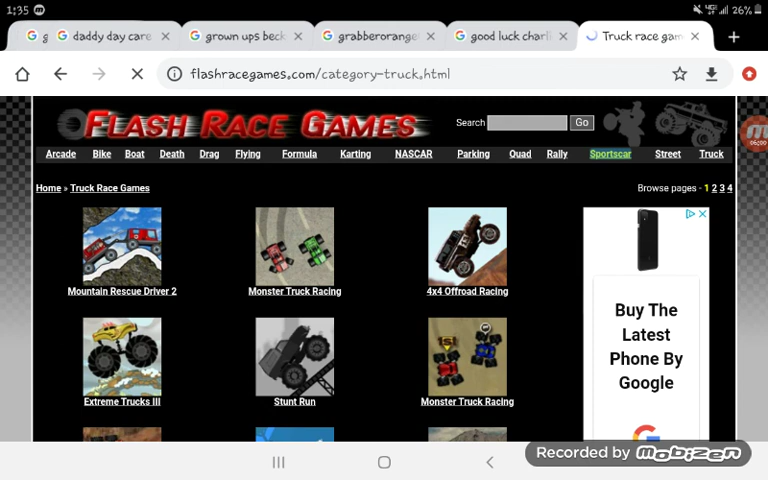 1:35 26%
g daddy day care grown ups beck grabberorange good luck charli Truck race gam
flashracegames.com/category-truck.html
FLASH RACE GAMES
Search Go
Arcade Bike Boat Death Drag Flying Formula Karting NASCAR Parking Quad Rally Sportscar Street Truck
Home » Truck Race Games Browse pages - 1 2 3 4
Mountain Rescue Driver 2 Monster Truck Racing 4x4 Offroad Racing
Extreme Trucks III Stunt Run Monster Truck Racing
Buy The
Latest
Phone By
Google
06:00
Recorded by mobizen